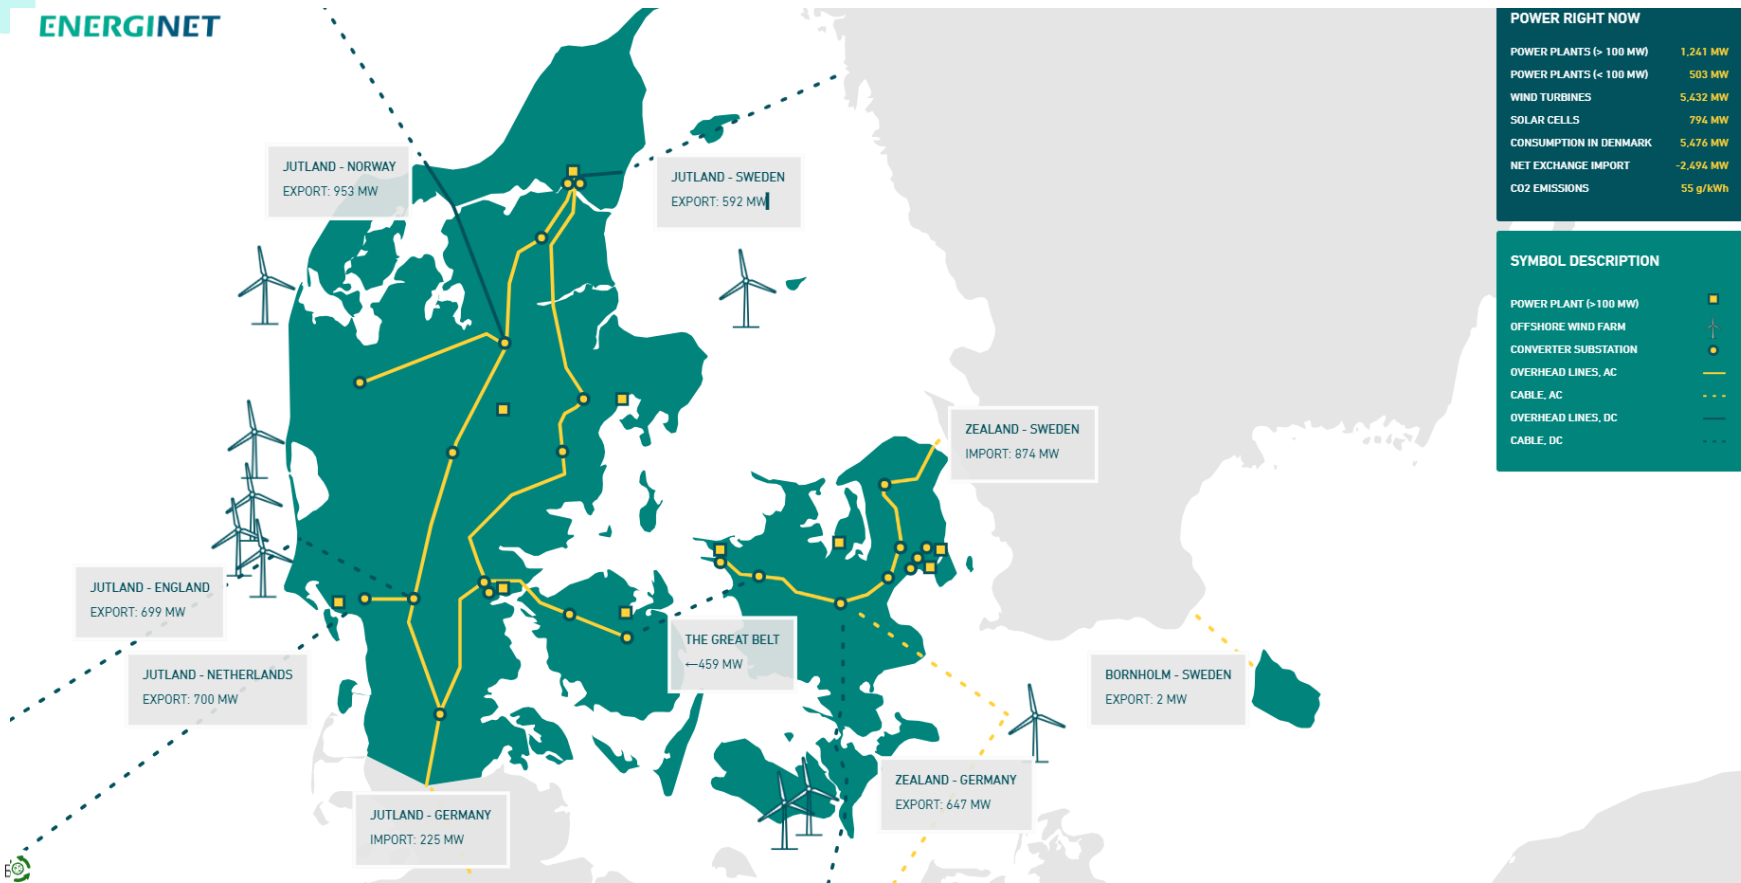 ENERGINET
POWER RIGHT NOW
POWER PLANTS (> 100 MW) 1,241 MW
POWER PLANTS (< 100 MW) 503 MW
WIND TURBINES 5,432 MW
SOLAR CELLS 794 MW
CONSUMPTION IN DENMARK 5,476 MW
NET EXCHANGE IMPORT -2,494 MW
CO2 EMISSIONS 55 g/kWh
SYMBOL DESCRIPTION
POWER PLANT (>100 MW)
OFFSHORE WIND FARM
CONVERTER SUBSTATION
OVERHEAD LINES, AC
CABLE, AC
OVERHEAD LINES, DC
CABLE, DC
JUTLAND - NORWAY
EXPORT: 953 MW
JUTLAND - SWEDEN
EXPORT: 592 MW
ZEALAND - SWEDEN
IMPORT: 874 MW
JUTLAND - ENGLAND
EXPORT: 699 MW
THE GREAT BELT
←459 MW
JUTLAND - NETHERLANDS
EXPORT: 700 MW
BORNHOLM - SWEDEN
EXPORT: 2 MW
ZEALAND - GERMANY
EXPORT: 647 MW
JUTLAND - GERMANY
IMPORT: 225 MW